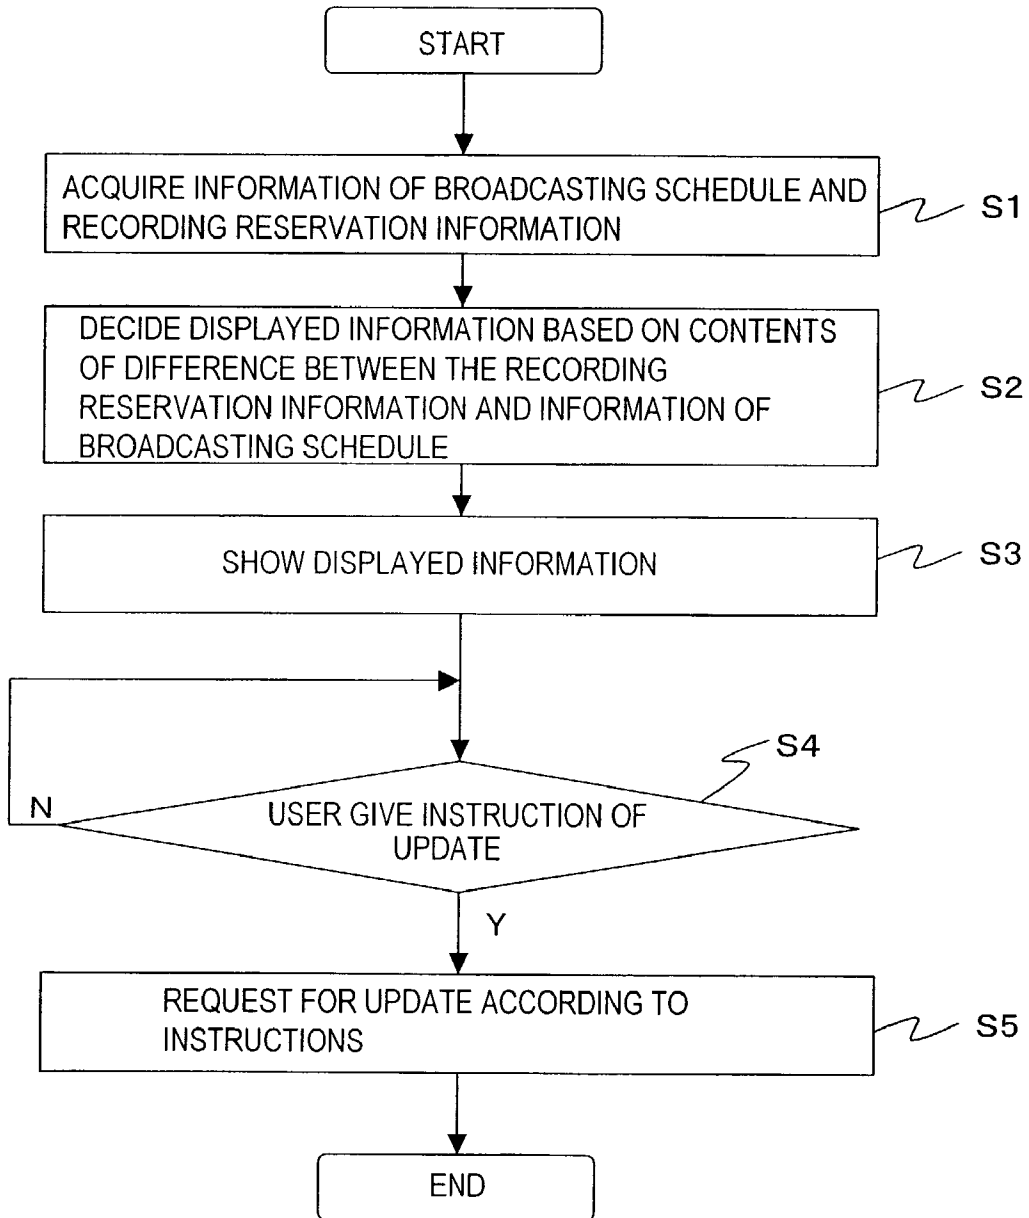 START
ACQUIRE INFORMATION OF BROADCASTING SCHEDULE AND
RECORDING RESERVATION INFORMATION
S1
DECIDE DISPLAYED INFORMATION BASED ON CONTENTS
OF DIFFERENCE BETWEEN THE RECORDING
RESERVATION INFORMATION AND INFORMATION OF
BROADCASTING SCHEDULE
S2
SHOW DISPLAYED INFORMATION
S3
S4
N
USER GIVE INSTRUCTION OF
UPDATE
Y
REQUEST FOR UPDATE ACCORDING TO
INSTRUCTIONS
S5
END